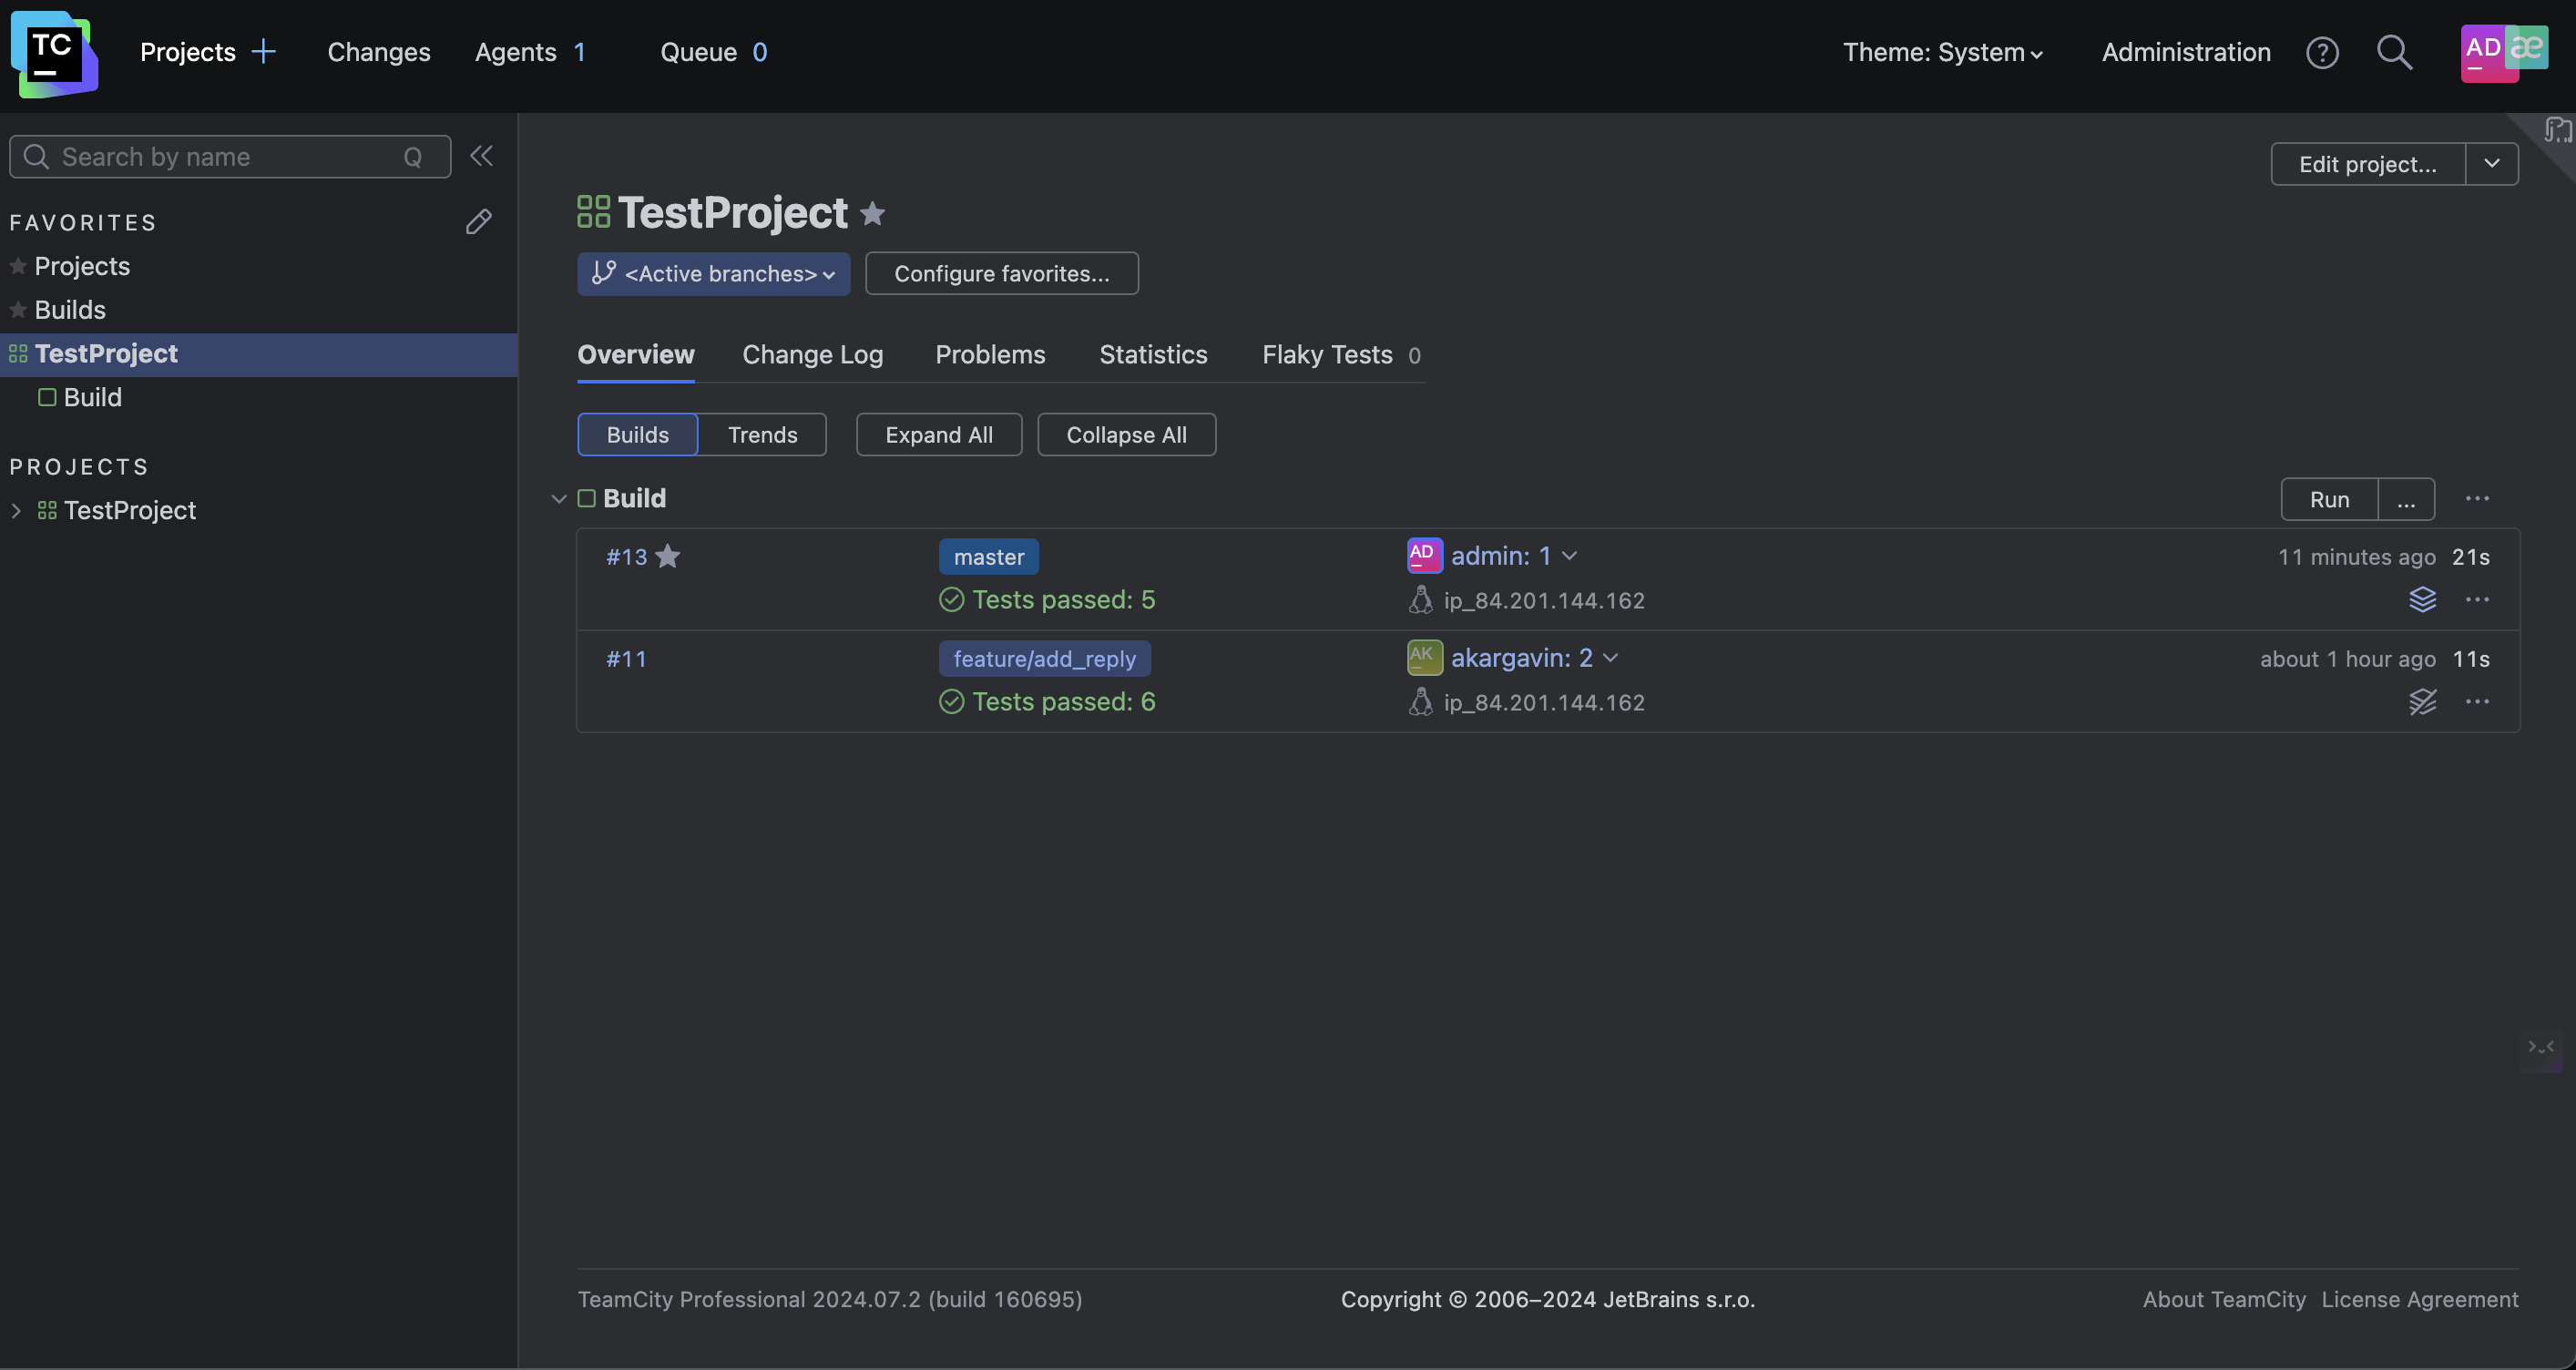 TC
Projects
Changes
Agents 1
Queue 0
Theme: System
Administration
?
AD
æ
Search by name Q
FAVORITES
Projects
Builds
TestProject
Build
PROJECTS
TestProject
Edit project...
TestProject
<Active branches>
Configure favorites...
Overview
Change Log
Problems
Statistics
Flaky Tests 0
Builds
Trends
Expand All
Collapse All
Build
Run
...
#13
master
AD
admin: 1
11 minutes ago 21s
Tests passed: 5
ip_84.201.144.162
#11
feature/add_reply
AK
akargavin: 2
about 1 hour ago 11s
Tests passed: 6
ip_84.201.144.162
TeamCity Professional 2024.07.2 (build 160695)
Copyright © 2006–2024 JetBrains s.r.o.
About TeamCity
License Agreement